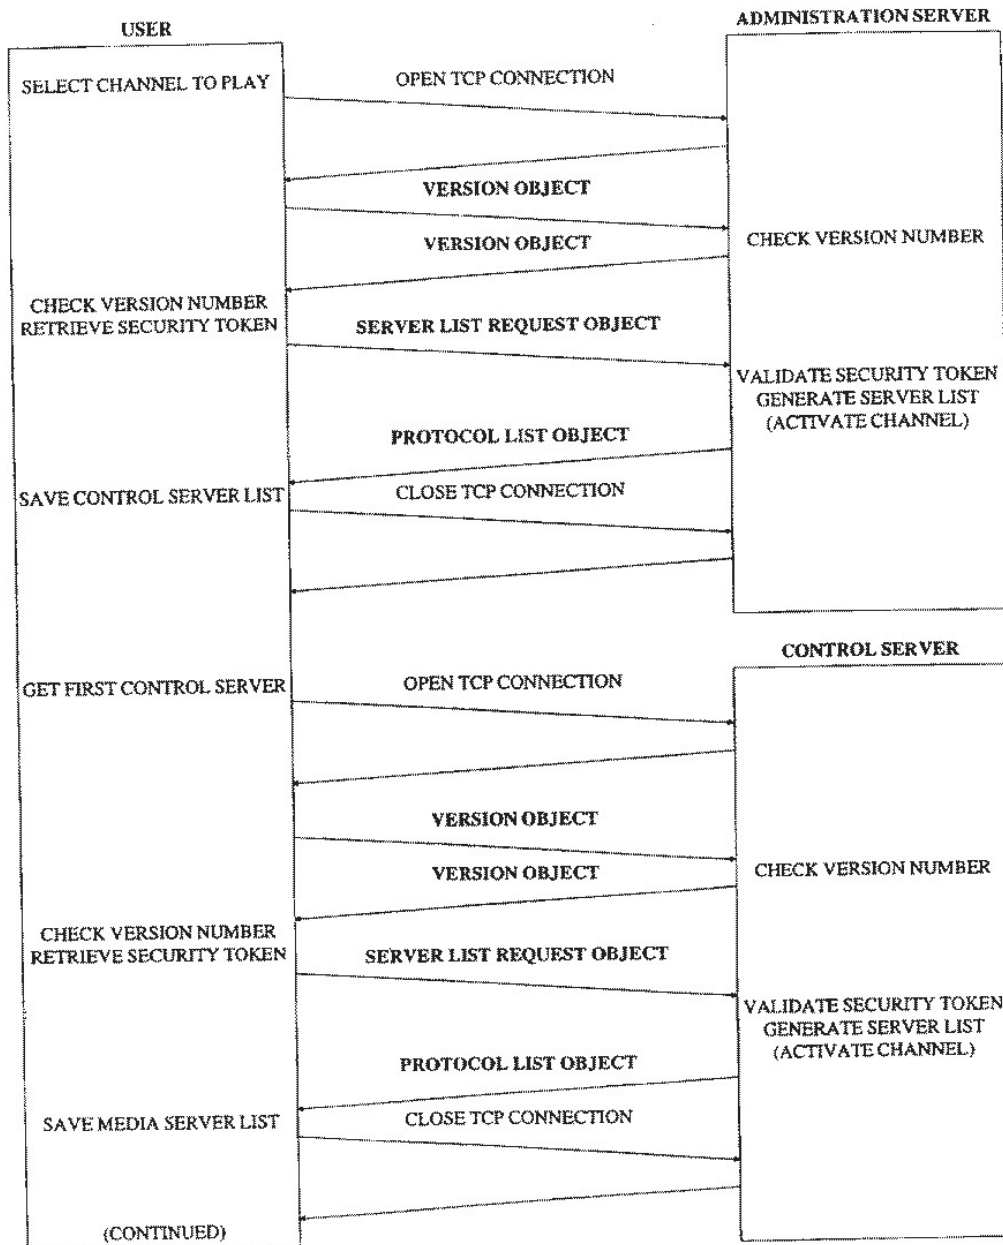 USER
ADMINISTRATION SERVER
SELECT CHANNEL TO PLAY
OPEN TCP CONNECTION
VERSION OBJECT
VERSION OBJECT
CHECK VERSION NUMBER
CHECK VERSION NUMBER
RETRIEVE SECURITY TOKEN
SERVER LIST REQUEST OBJECT
VALIDATE SECURITY TOKEN
GENERATE SERVER LIST
(ACTIVATE CHANNEL)
PROTOCOL LIST OBJECT
SAVE CONTROL SERVER LIST
CLOSE TCP CONNECTION
CONTROL SERVER
GET FIRST CONTROL SERVER
OPEN TCP CONNECTION
VERSION OBJECT
VERSION OBJECT
CHECK VERSION NUMBER
CHECK VERSION NUMBER
RETRIEVE SECURITY TOKEN
SERVER LIST REQUEST OBJECT
VALIDATE SECURITY TOKEN
GENERATE SERVER LIST
(ACTIVATE CHANNEL)
PROTOCOL LIST OBJECT
SAVE MEDIA SERVER LIST
CLOSE TCP CONNECTION
(CONTINUED)